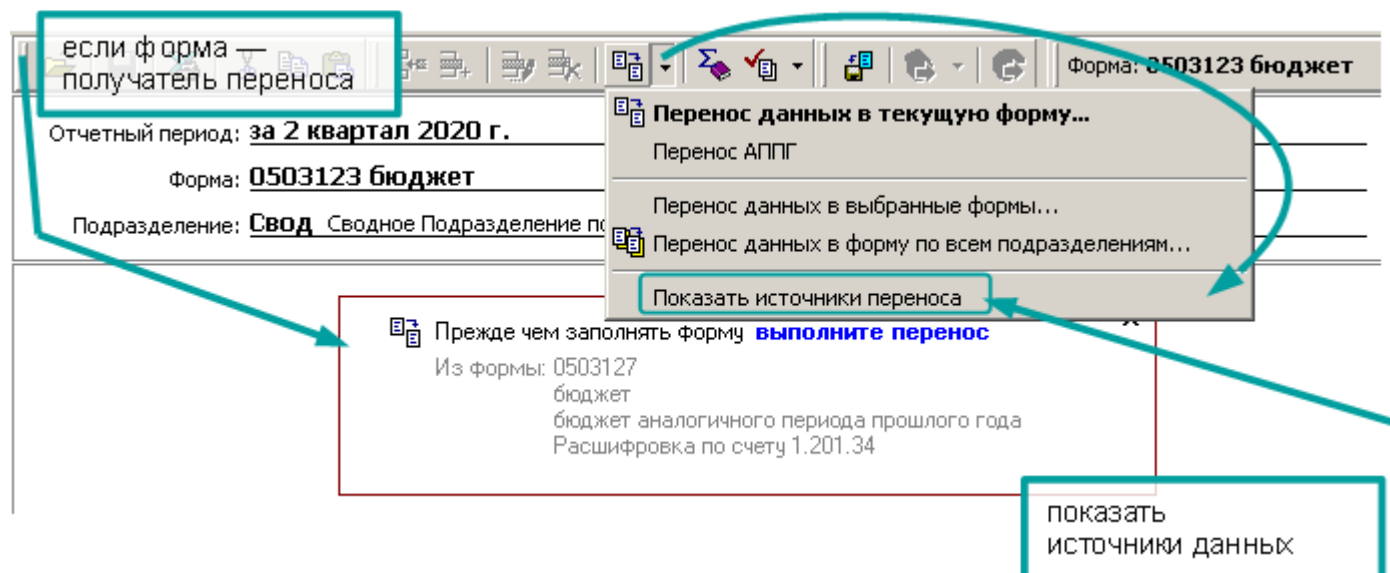 если форма —
получатель переноса
Форма: 0503123 бюджет
Перенос данных в текущую форму...
Перенос АППГ
Перенос данных в выбранные формы...
Перенос данных в форму по всем подразделениям...
Показать источники переноса
Отчетный период: за 2 квартал 2020 г.
Форма: 0503123 бюджет
Подразделение: Свод Сводное Подразделение
Прежде чем заполнять форму выполните перенос
Из формы: 0503127
бюджет
бюджет аналогичного периода прошлого года
Расшифровка по счету 1.201.34
показать
источники данных